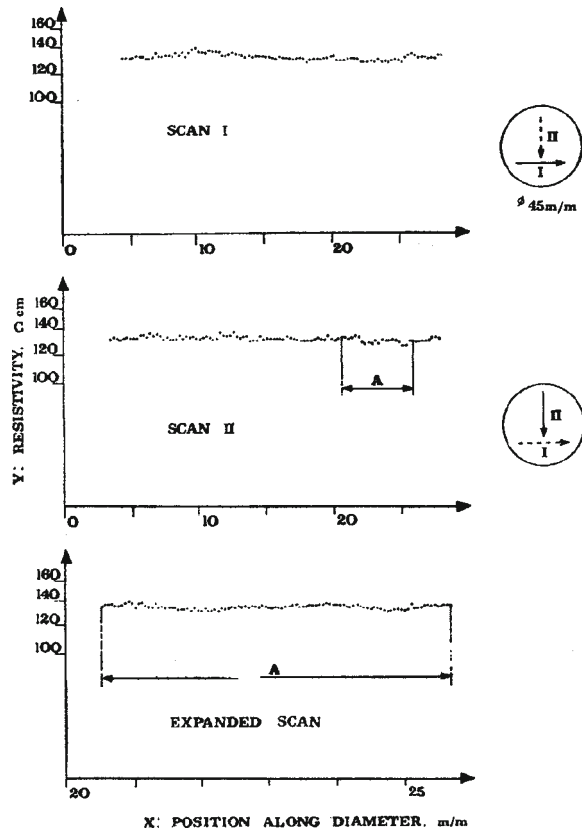 160
140
120
100
SCAN I
0
10
20
II
I
ø 45m/m
160
140
120
100
A
SCAN II
0
10
20
II
I
Y: RESISTIVITY, Ω cm
160
140
120
100
A
EXPANDED SCAN
20
25
X: POSITION ALONG DIAMETER, m/m